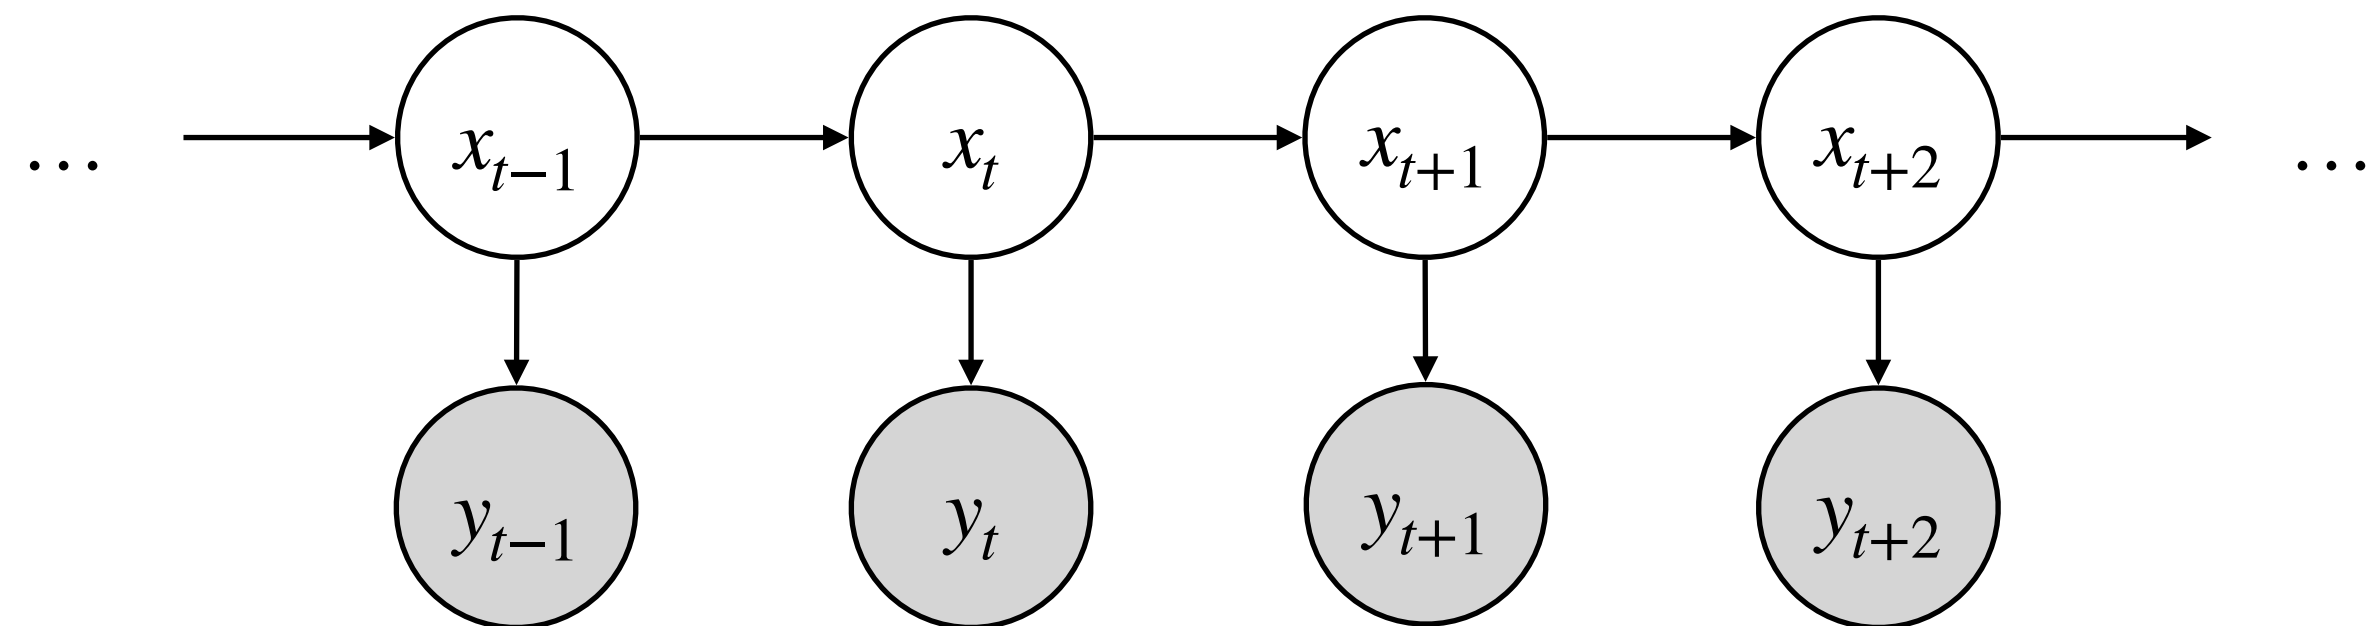 … x_{t−1} x_t x_{t+1} x_{t+2} …
y_{t−1} y_t y_{t+1} y_{t+2}